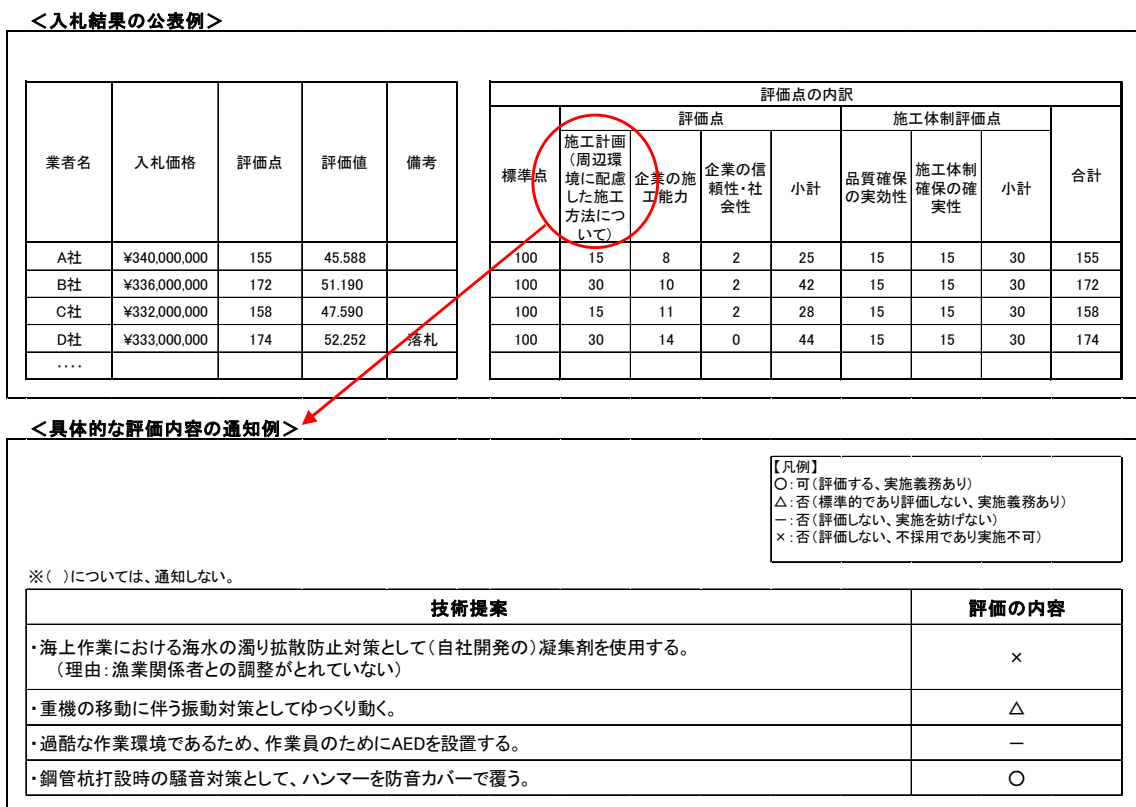 ＜入札結果の公表例＞
業者名 入札価格 評価点 評価値 備考
評価点の内訳
標準点 評価点 施工体制評価点 合計
施工計画（周辺環境に配慮した施工方法について） 企業の施工能力 企業の信頼性・社会性 小計 品質確保の実効性 施工体制確保の確実性 小計
A社 ¥340,000,000 155 45.588 100 15 8 2 25 15 15 30 155
B社 ¥336,000,000 172 51.190 100 30 10 2 42 15 15 30 172
C社 ¥332,000,000 158 47.590 100 15 11 2 28 15 15 30 158
D社 ¥333,000,000 174 52.252 落札 100 30 14 0 44 15 15 30 174
‥‥
＜具体的な評価内容の通知例＞
【凡例】
○：可（評価する、実施義務あり）
△：否（標準的であり評価しない、実施義務あり）
－：否（評価しない、実施を妨げない）
×：否（評価しない、不採用であり実施不可）
※（　）については、通知しない。
技術提案 評価の内容
・海上作業における海水の濁り拡散防止対策として（自社開発の）凝集剤を使用する。
（理由：漁業関係者との調整がとれていない） ×
・重機の移動に伴う振動対策としてゆっくり動く。 △
・過酷な作業環境であるため、作業員のためにAEDを設置する。 －
・鋼管杭打設時の騒音対策として、ハンマーを防音カバーで覆う。 ○